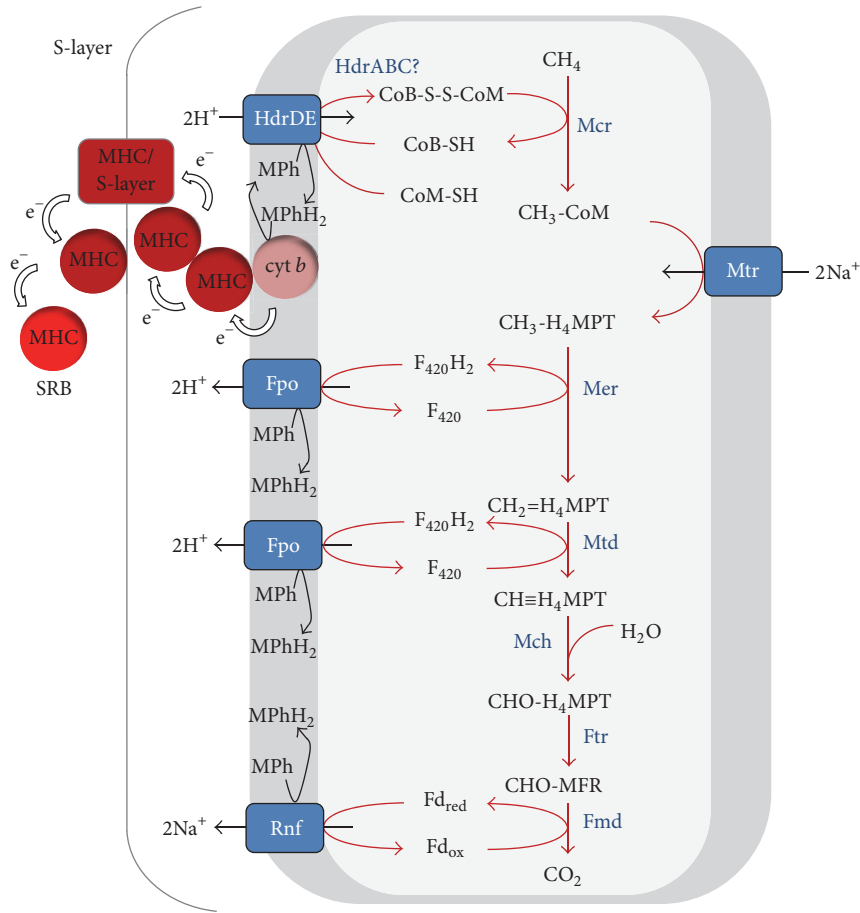 S-layer
HdrABC?
CH₄
2H⁺
HdrDE
CoB-S-S-CoM
Mcr
CoB-SH
MHC/
S-layer
e⁻
MPh
CoM-SH
e⁻
MPhH₂
CH₃-CoM
MHC
MHC
cyt b
Mtr
2Na⁺
e⁻
MHC
MHC
e⁻
e⁻
SRB
CH₃-H₄MPT
2H⁺
Fpo
F₄₂₀H₂
Mer
F₄₂₀
MPh
MPhH₂
CH₂=H₄MPT
2H⁺
Fpo
F₄₂₀H₂
Mtd
F₄₂₀
MPh
CH≡H₄MPT
MPhH₂
Mch
H₂O
CHO-H₄MPT
MPhH₂
Ftr
MPh
CHO-MFR
2Na⁺
Rnf
Fd_red
Fmd
Fd_ox
CO₂